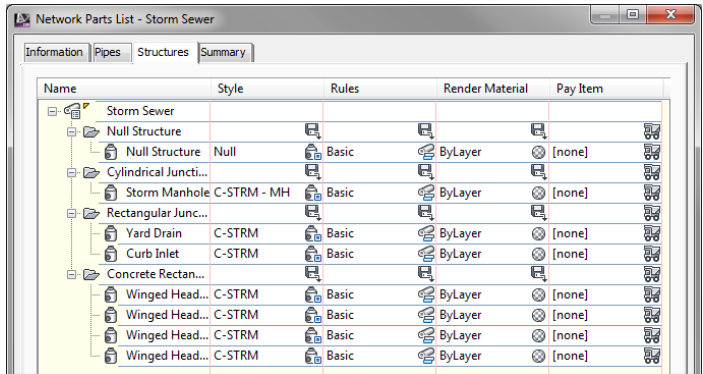 Network Parts List - Storm Sewer
Information Pipes Structures Summary
Name Style Rules Render Material Pay Item
Storm Sewer
Null Structure
Null Structure Null Basic ByLayer [none]
Cylindrical Juncti...
Storm Manhole C-STRM - MH Basic ByLayer [none]
Rectangular Junc...
Yard Drain C-STRM Basic ByLayer [none]
Curb Inlet C-STRM Basic ByLayer [none]
Concrete Rectan...
Winged Head... C-STRM Basic ByLayer [none]
Winged Head... C-STRM Basic ByLayer [none]
Winged Head... C-STRM Basic ByLayer [none]
Winged Head... C-STRM Basic ByLayer [none]